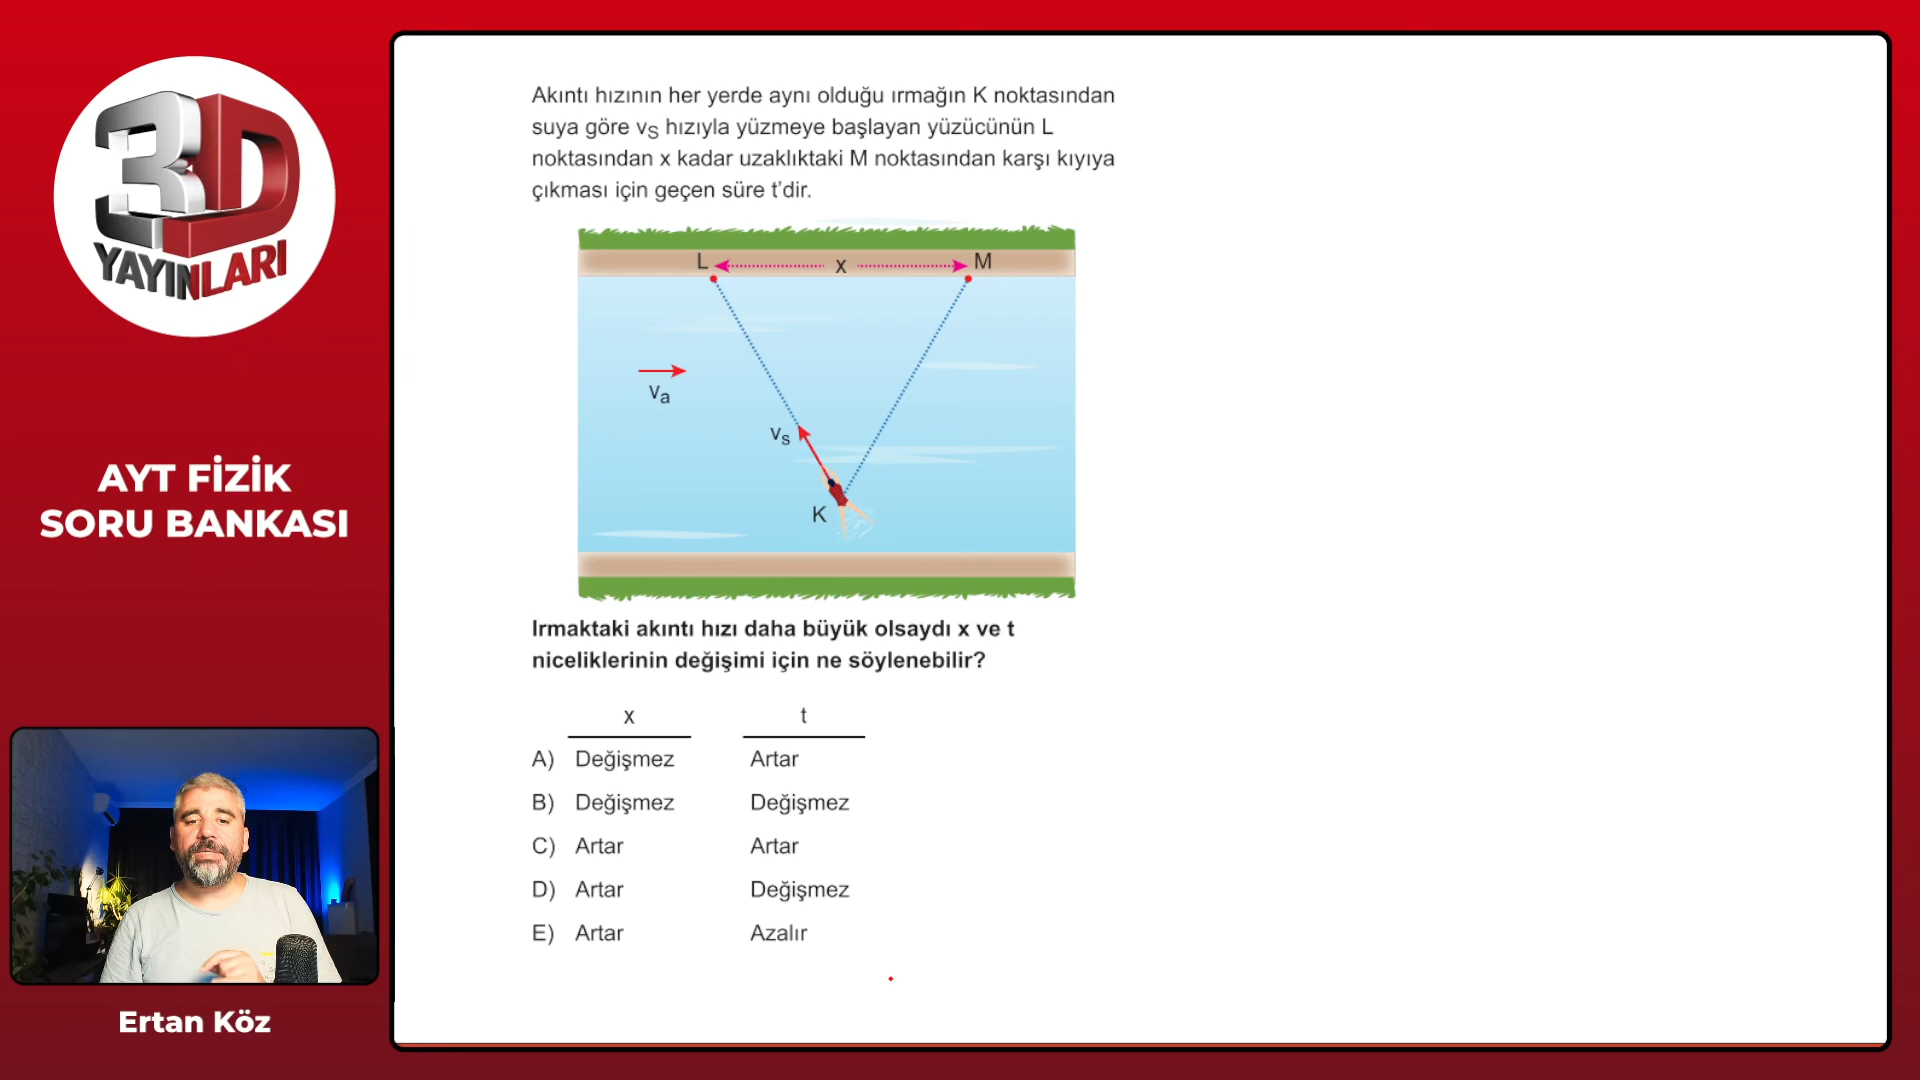 3D
YAYINLARI
AYT FİZİK
SORU BANKASI
Ertan Köz
Akıntı hızının her yerde aynı olduğu ırmağın K noktasından
suya göre vS hızıyla yüzmeye başlayan yüzücünün L
noktasından x kadar uzaklıktaki M noktasından karşı kıyıya
çıkması için geçen süre t’dir.
L x M
va
vs
K
Irmaktaki akıntı hızı daha büyük olsaydı x ve t
niceliklerinin değişimi için ne söylenebilir?
x t
A) Değişmez Artar
B) Değişmez Değişmez
C) Artar Artar
D) Artar Değişmez
E) Artar Azalır